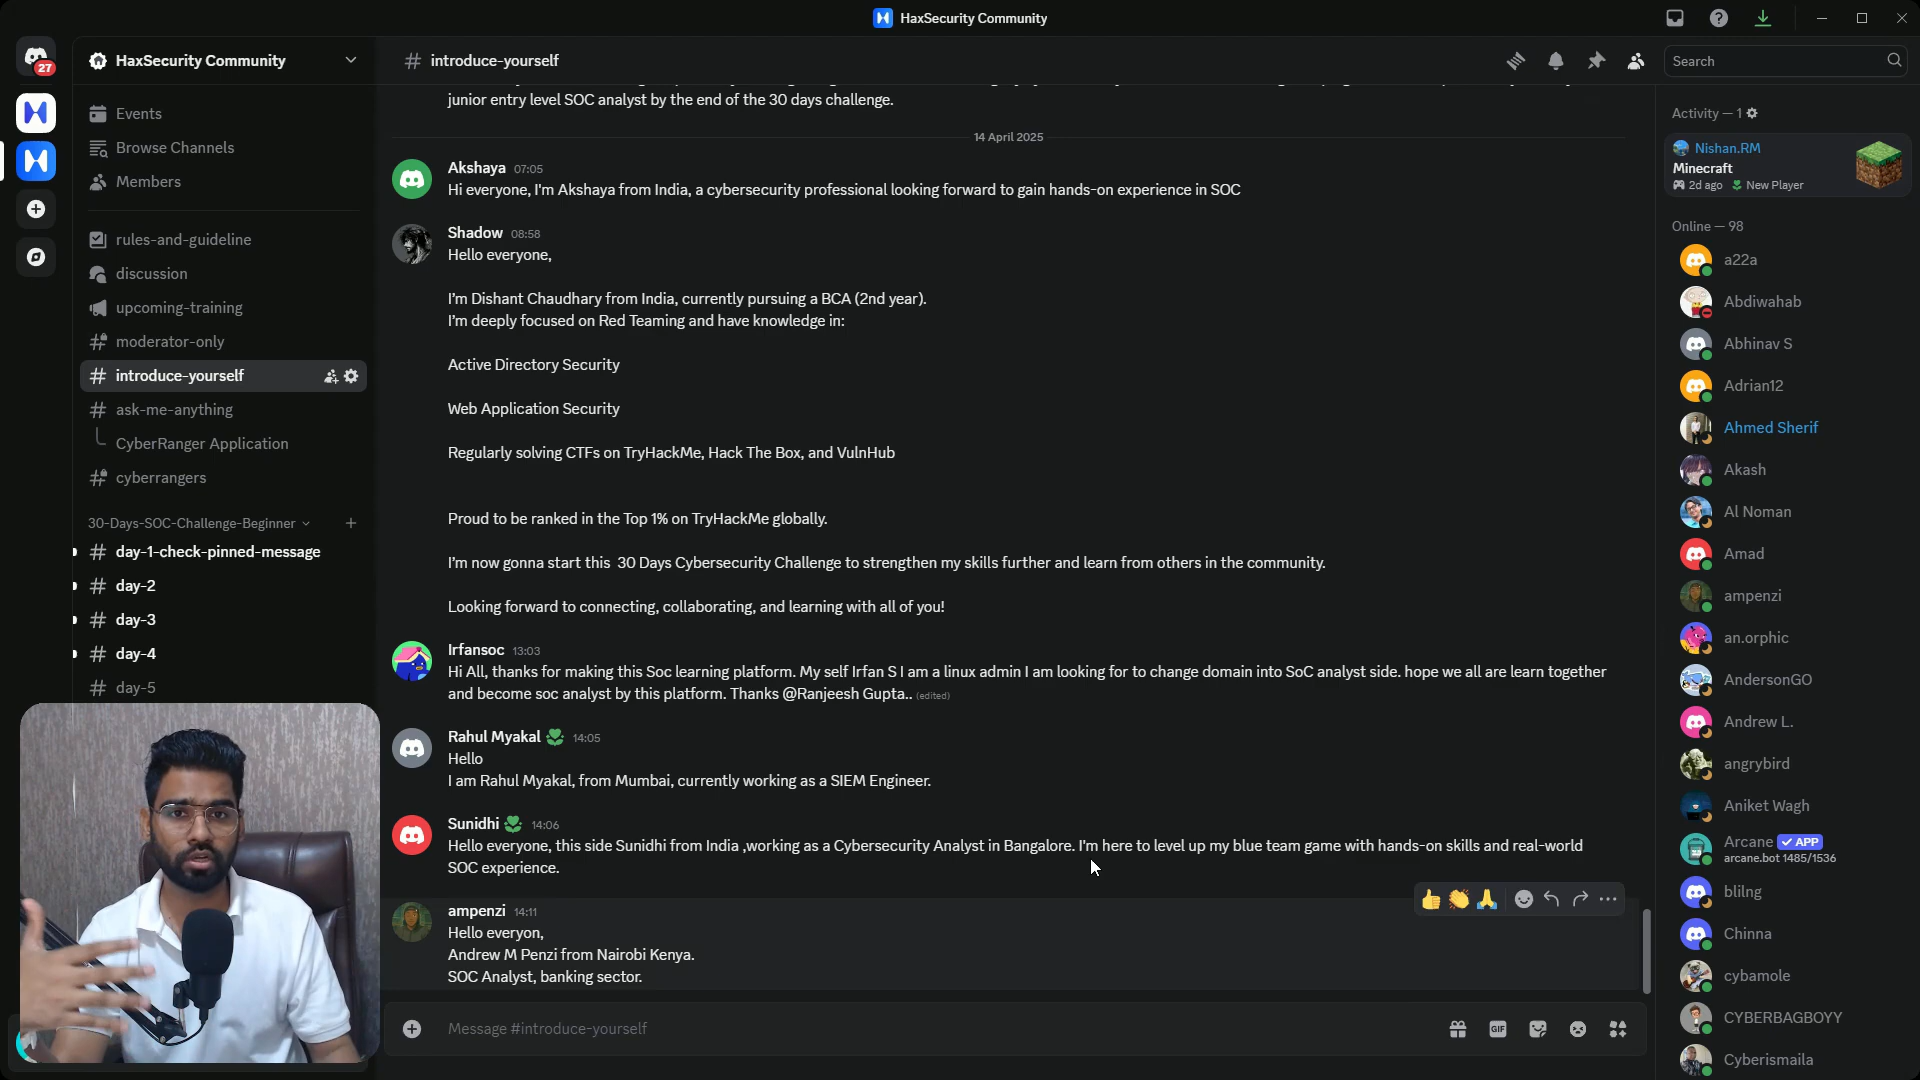 HaxSecurity Community
27
HaxSecurity Community
Events
Browse Channels
Members
rules-and-guideline
discussion
upcoming-training
moderator-only
introduce-yourself
ask-me-anything
CyberRanger Application
cyberrangers
30-Days-SOC-Challenge-Beginner
day-1-check-pinned-message
day-2
day-3
day-4
day-5
introduce-yourself
Search
junior entry level SOC analyst by the end of the 30 days challenge.
14 April 2025
Akshaya 07:05
Hi everyone, I'm Akshaya from India, a cybersecurity professional looking forward to gain hands-on experience in SOC
Shadow 08:58
Hello everyone,
I'm Dishant Chaudhary from India, currently pursuing a BCA (2nd year).
I'm deeply focused on Red Teaming and have knowledge in:
Active Directory Security
Web Application Security
Regularly solving CTFs on TryHackMe, Hack The Box, and VulnHub
Proud to be ranked in the Top 1% on TryHackMe globally.
I'm now gonna start this 30 Days Cybersecurity Challenge to strengthen my skills further and learn from others in the community.
Looking forward to connecting, collaborating, and learning with all of you!
Irfansoc 13:03
Hi All, thanks for making this Soc learning platform. My self Irfan S I am a linux admin I am looking for to change domain into SoC analyst side. hope we all are learn together
and become soc analyst by this platform. Thanks @Ranjeesh Gupta.. (edited)
Rahul Myakal 14:05
Hello
I am Rahul Myakal, from Mumbai, currently working as a SIEM Engineer.
Sunidhi 14:06
Hello everyone, this side Sunidhi from India ,working as a Cybersecurity Analyst in Bangalore. I'm here to level up my blue team game with hands-on skills and real-world
SOC experience.
ampenzi 14:11
Hello everyon,
Andrew M Penzi from Nairobi Kenya.
SOC Analyst, banking sector.
Message #introduce-yourself
GIF
Activity — 1
Nishan.RM
Minecraft
2d ago New Player
Online — 98
a22a
Abdiwahab
Abhinav S
Adrian12
Ahmed Sherif
Akash
Al Noman
Amad
ampenzi
an.orphic
AndersonGO
Andrew L.
angrybird
Aniket Wagh
Arcane APP
arcane.bot 1485/1536
blilng
Chinna
cybamole
CYBERBAGBOYY
Cyberismaila